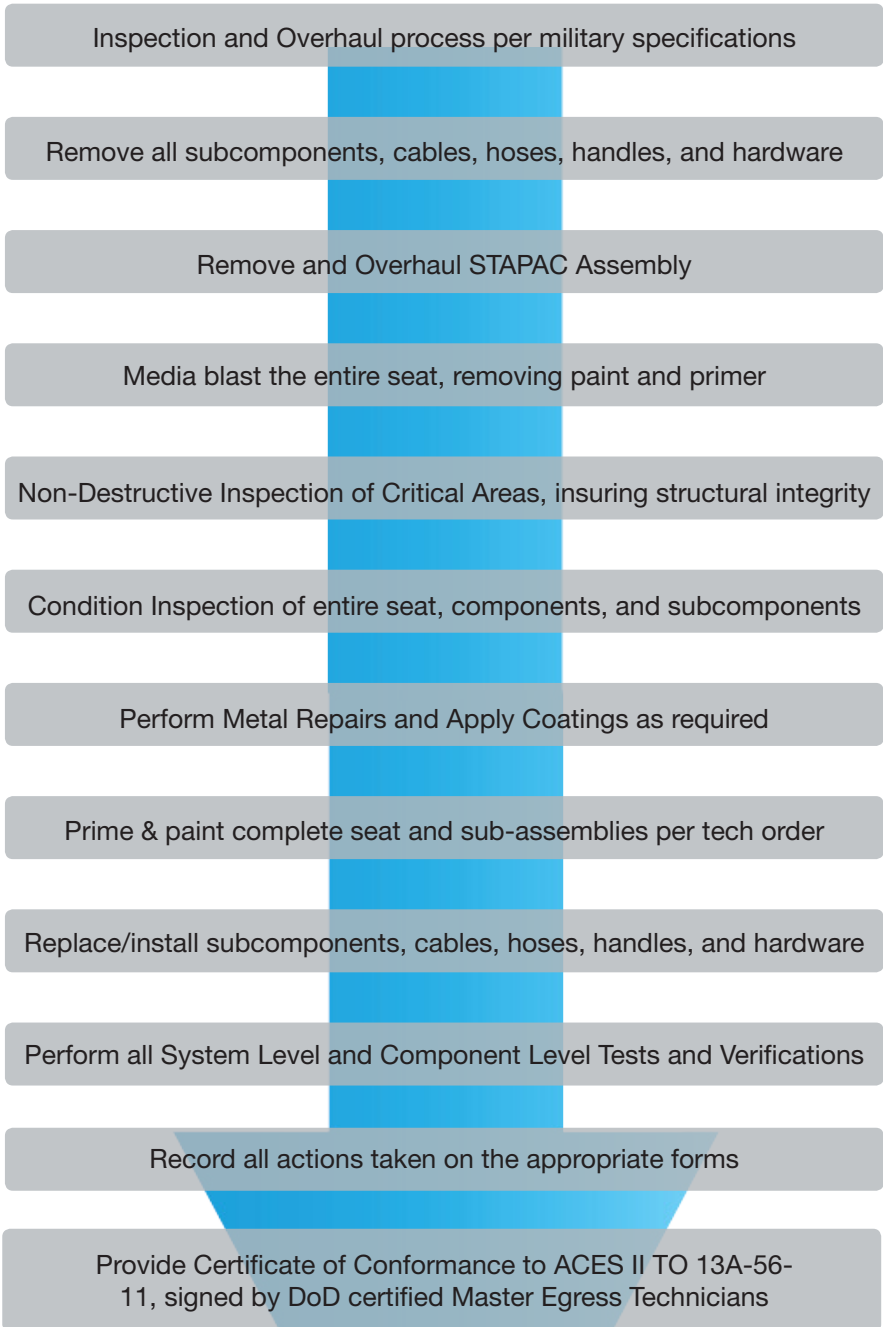 Inspection and Overhaul process per military specifications
Remove all subcomponents, cables, hoses, handles, and hardware
Remove and Overhaul STAPAC Assembly
Media blast the entire seat, removing paint and primer
Non-Destructive Inspection of Critical Areas, insuring structural integrity
Condition Inspection of entire seat, components, and subcomponents
Perform Metal Repairs and Apply Coatings as required
Prime & paint complete seat and sub-assemblies per tech order
Replace/install subcomponents, cables, hoses, handles, and hardware
Perform all System Level and Component Level Tests and Verifications
Record all actions taken on the appropriate forms
Provide Certificate of Conformance to ACES II TO 13A-56-
11, signed by DoD certified Master Egress Technicians